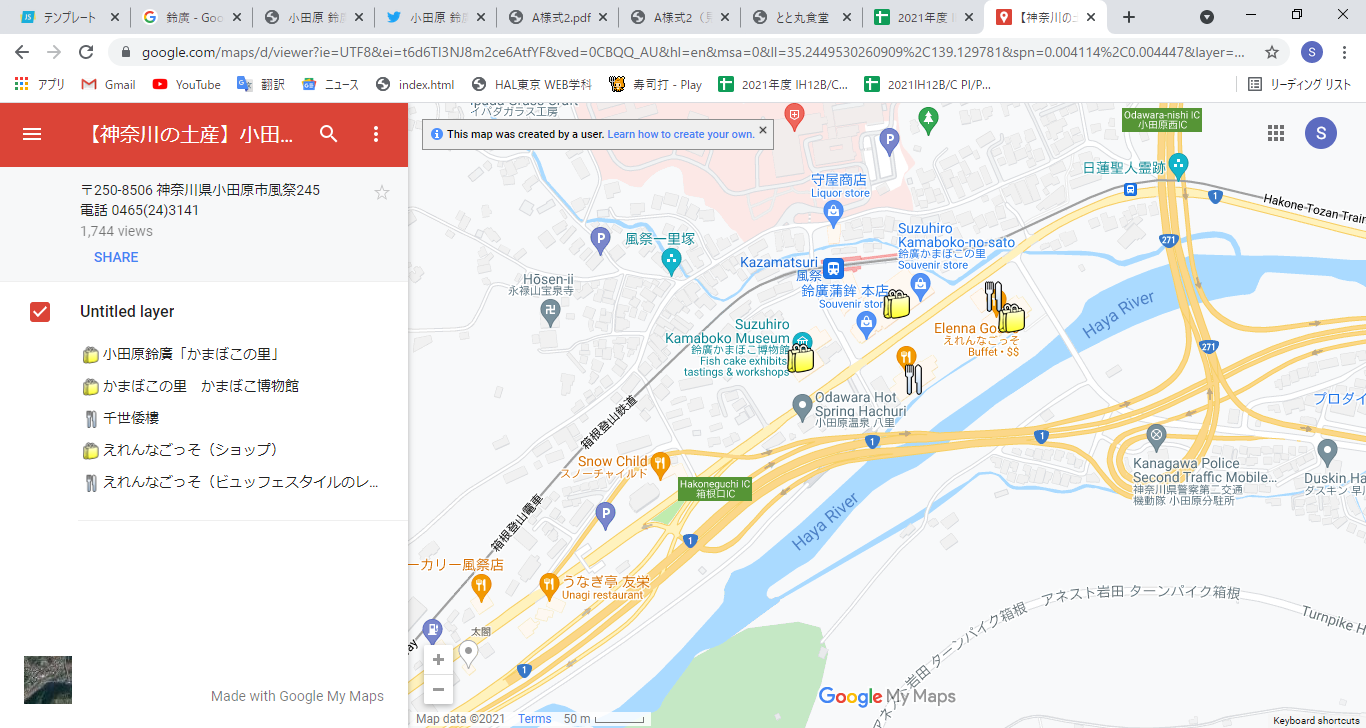 テンプレート
鈴廣 - Goo
小田原 鈴廣
小田原 鈴廣
A様式2.pdf
A様式2（
とと丸食堂
2021年度 I
【神奈川の土
google.com/maps/d/viewer?ie=UTF8&ei=t6d6TI3NJ8m2ce6AtfYF&ved=0CBQQ_AU&hl=en&msa=0&ll=35.2449530260909%2C139.129781&spn=0.004114%2C0.004447&layer=...
S
アプリ
Gmail
YouTube
翻訳
ニュース
index.html
HAL東京 WEB学科
寿司打 - Play
2021年度 IH12B/C...
2021IH12B/C PI/P...
リーディング リスト
【神奈川の土産】小田...
〒250-8506 神奈川県小田原市風祭245
電話 0465(24)3141
1,744 views
SHARE
Untitled layer
小田原鈴廣「かまぼこの里」
かまぼこの里　かまぼこ博物館
千世倭樓
えれんなごっそ（ショップ）
えれんなごっそ（ビュッフェスタイルのレ...
Made with Google My Maps
イパダガラス工房
This map was created by a user. Learn how to create your own.
S
Odawara-nishi IC
小田原西IC
日蓮聖人霊跡
守屋商店
Liquor store
1
Hakone Tozan Train
271
P
P
風祭一里塚
Suzuhiro
Kamaboko-no-sato
鈴廣かまぼこの里
Souvenir store
Kazamatsuri
風祭
鈴廣蒲鉾 本店
Souvenir store
Hōsen-ji
永禄山宝泉寺
Haya River
Suzuhiro
Kamaboko Museum
鈴廣かまぼこ博物館
Fish cake exhibits,
tastings & workshops
Elenna Go
えれんなごっそ
Buffet・$$
271
Odawara Hot
Spring Hachuri
小田原温泉 八里
プロダイ
箱根登山鉄道
1
1
Snow Child
スノーチャイルド
Hakoneguchi IC
箱根口IC
Kanagawa Police
Second Traffic Mobile...
神奈川県警察第二交通
機動隊 小田原分駐所
Duskin Ha
ダスキン 早川
P
箱根登山電車
Haya River
1
ーカリー風祭店
うなぎ亭 友栄
Unagi restaurant
アネスト岩田 ターンパイク箱根
Turnpike H
太閤
1
アネスト岩田 ターンパイク箱根
Google My Maps
Map data ©2021
Terms
50 m
Keyboard shortcuts